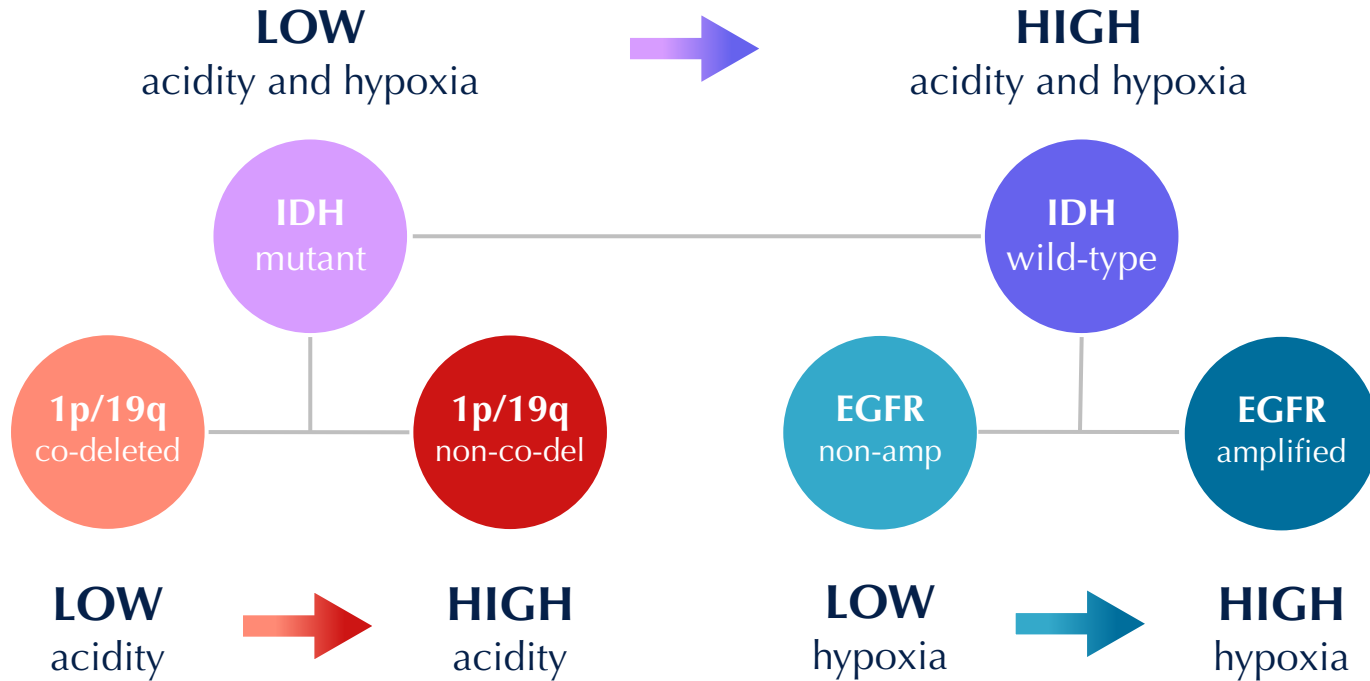 LOW
acidity and hypoxia
HIGH
acidity and hypoxia
IDH
mutant
IDH
wild-type
1p/19q
co-deleted
1p/19q
non-co-del
EGFR
non-amp
EGFR
amplified
LOW
acidity
HIGH
acidity
LOW
hypoxia
HIGH
hypoxia